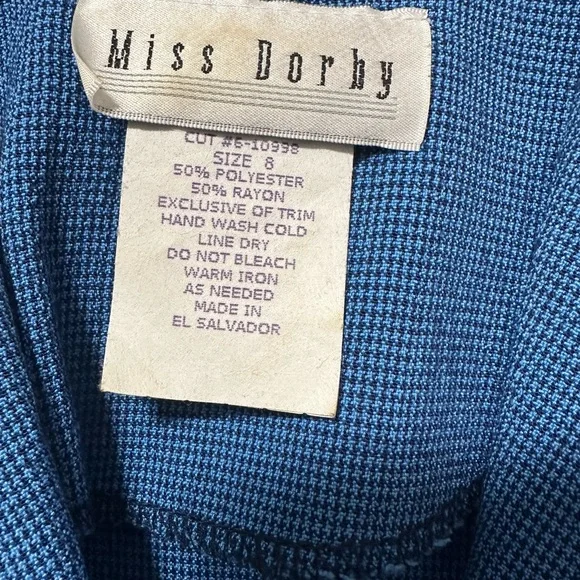 Miss Dorby
CUT #6-10998
SIZE 8
50% POLYESTER
50% RAYON
EXCLUSIVE OF TRIM
HAND WASH COLD
LINE DRY
DO NOT BLEACH
WARM IRON
AS NEEDED
MADE IN
EL SALVADOR